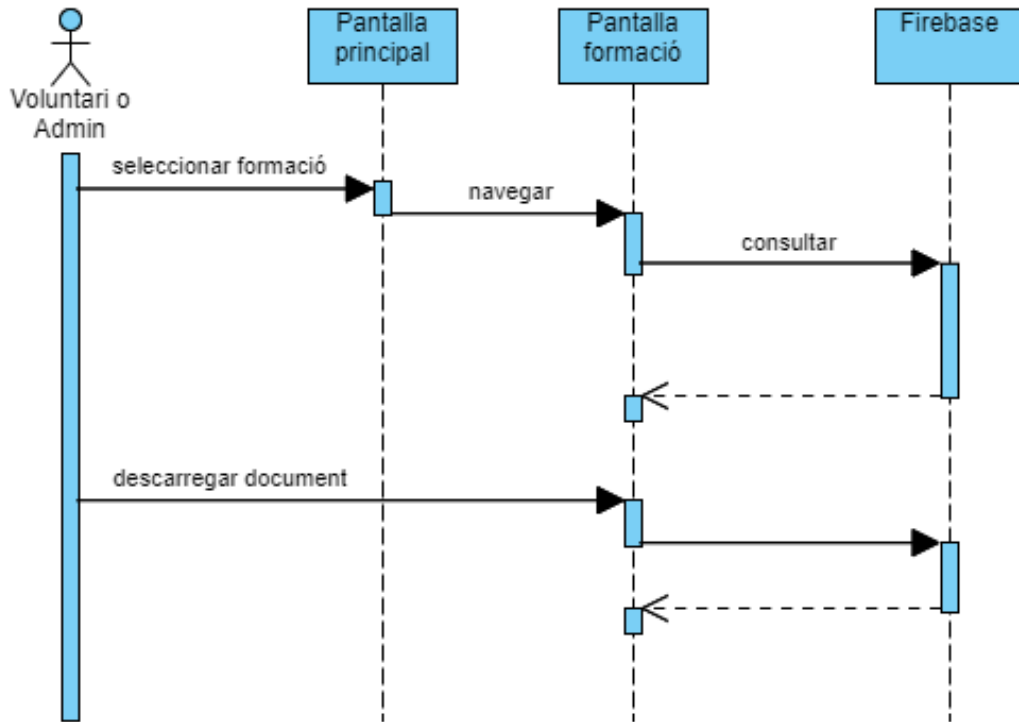 Pantalla
principal
Pantalla
formació
Firebase
Voluntari o
Admin
seleccionar formació
navegar
consultar
descarregar document